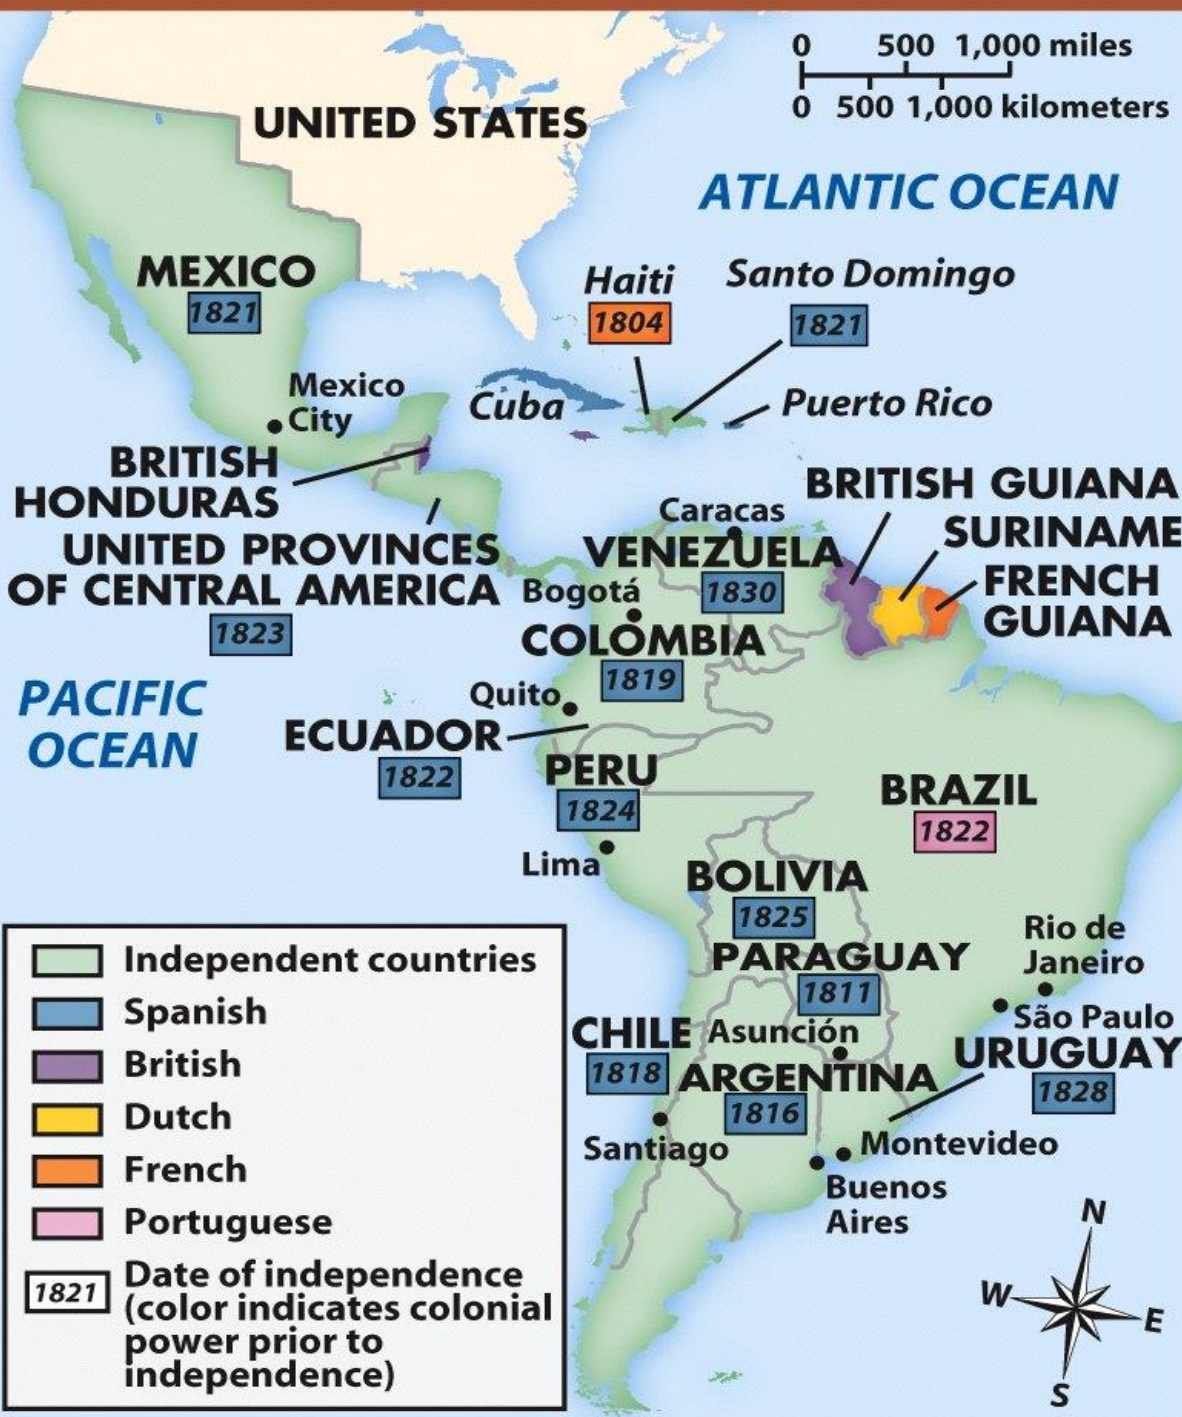 0 500 1,000 miles
0 500 1,000 kilometers
UNITED STATES
ATLANTIC OCEAN
MEXICO
1821
Haiti
1804
Santo Domingo
1821
Mexico
City
Cuba
Puerto Rico
BRITISH
HONDURAS
BRITISH GUIANA
SURINAME
FRENCH
GUIANA
UNITED PROVINCES
OF CENTRAL AMERICA
1823
Caracas
VENEZUELA
1830
Bogotá
COLOMBIA
1819
PACIFIC
OCEAN
Quito
ECUADOR
1822
PERU
1824
Lima
BRAZIL
1822
BOLIVIA
1825
PARAGUAY
1811
Rio de
Janeiro
São Paulo
CHILE
1818
Asunción
URUGUAY
1828
ARGENTINA
1816
Santiago
Montevideo
Buenos
Aires
Independent countries
Spanish
British
Dutch
French
Portuguese
1821
Date of independence
(color indicates colonial
power prior to
independence)
N
W
E
S